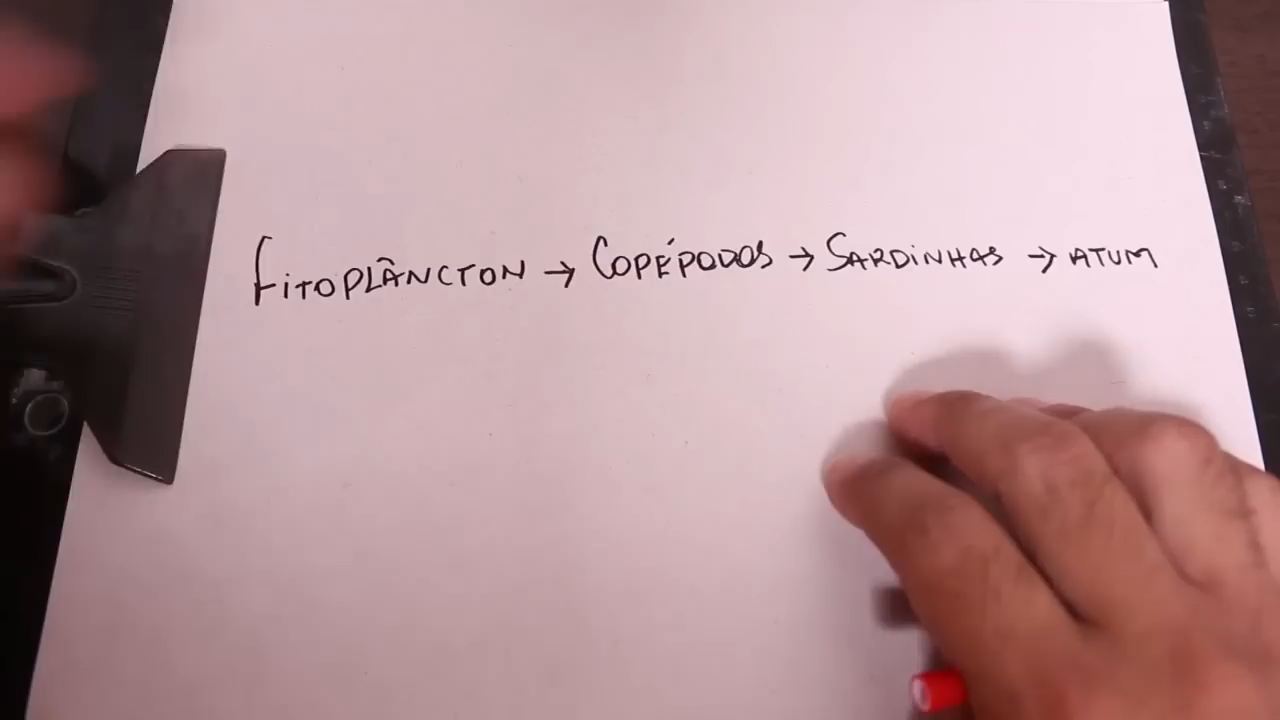 FITOPLÂNCTON → COPÉPODOS → SARDINHAS → ATUM